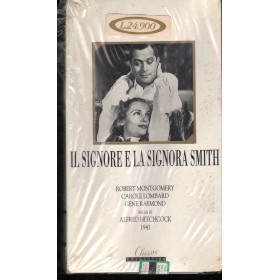 L.24.900
IL SIGNORE E LA SIGNORA SMITH
ROBERT MONTGOMERY
CAROLE LOMBARD
GENE RAYMOND
ALFRED HITCHCOCK
1941
Classic